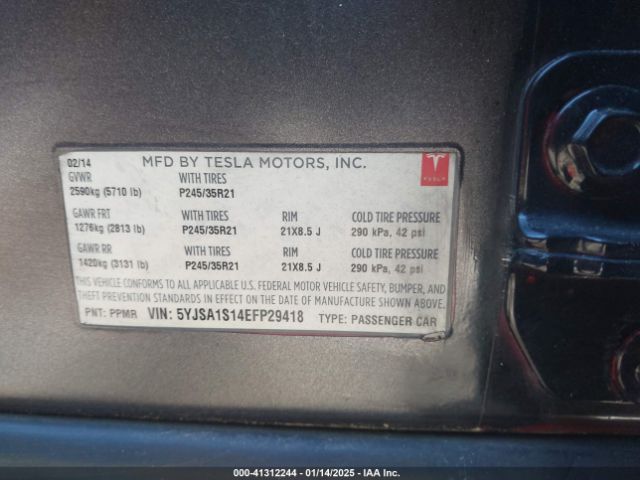 02/14 MFD BY TESLA MOTORS, INC.
TESLA
GVWR WITH TIRES
2590kg (5710 lb) P245/35R21
GAWR FRT WITH TIRES RIM COLD TIRE PRESSURE
1276kg (2813 lb) P245/35R21 21X8.5 J 290 kPa, 42 psi
GAWR RR WITH TIRES RIM COLD TIRE PRESSURE
1420kg (3131 lb) P245/35R21 21X8.5 J 290 kPa, 42 psi
THIS VEHICLE CONFORMS TO ALL APPLICABLE U.S. FEDERAL MOTOR VEHICLE SAFETY, BUMPER, AND
THEFT PREVENTION STANDARDS IN EFFECT ON THE DATE OF MANUFACTURE SHOWN ABOVE.
PNT: PPMR VIN: 5YJSA1S14EFP29418 TYPE: PASSENGER CAR
000-41312244 - 01/14/2025 - IAA Inc.